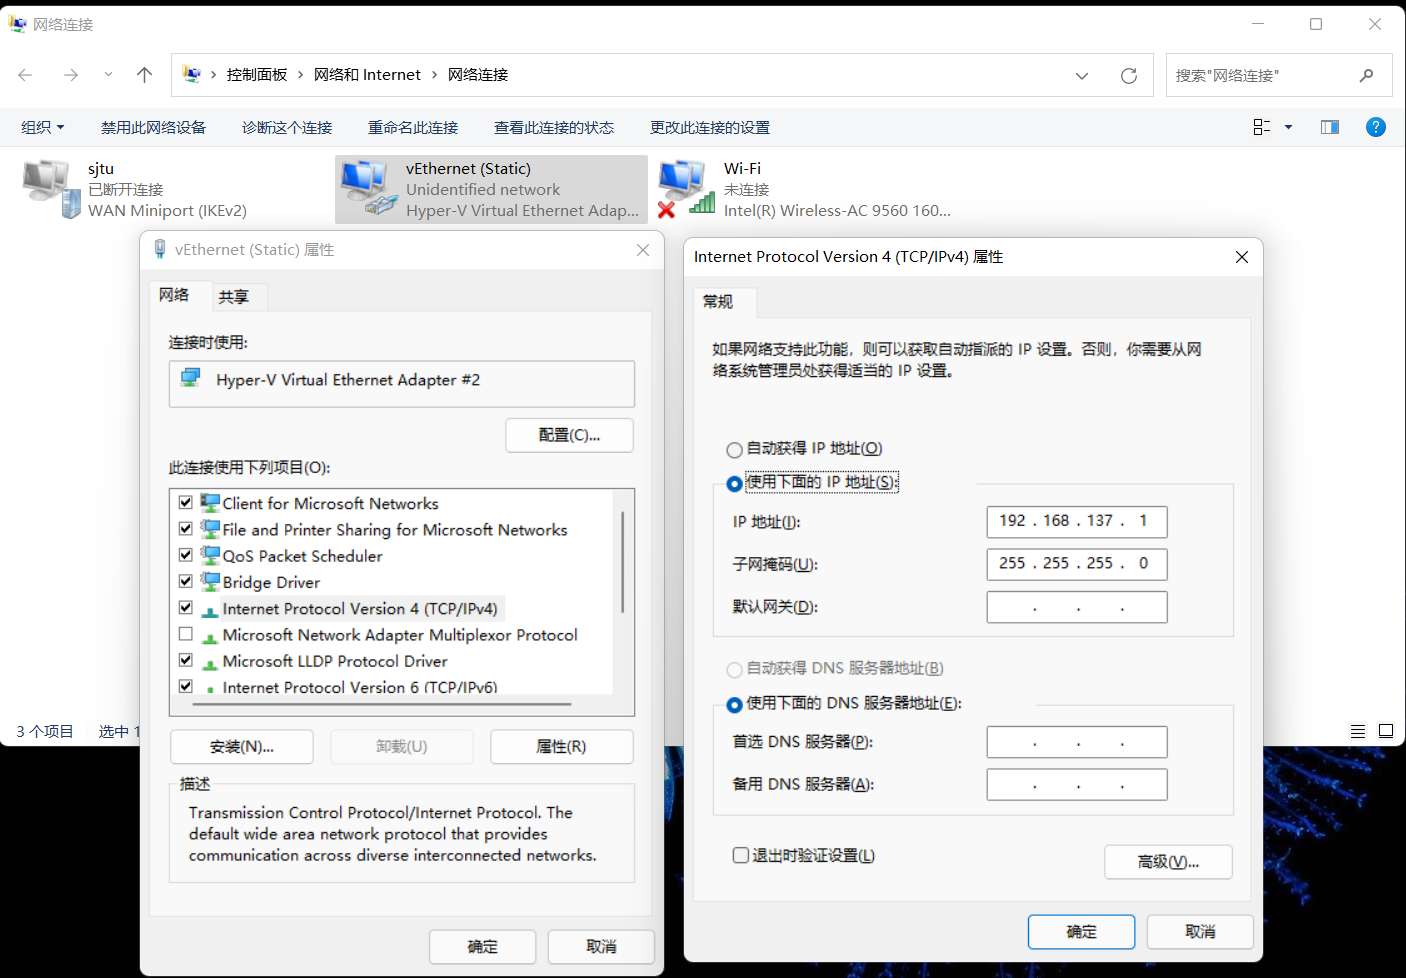 网络连接
控制面板 › 网络和 Internet › 网络连接
搜索"网络连接"
组织 禁用此网络设备 诊断这个连接 重命名此连接 查看此连接的状态 更改此连接的设置
sjtu
已断开连接
WAN Miniport (IKEv2)
vEthernet (Static)
Unidentified network
Hyper-V Virtual Ethernet Adap...
Wi-Fi
未连接
Intel(R) Wireless-AC 9560 160...
vEthernet (Static) 属性
网络
共享
连接时使用:
Hyper-V Virtual Ethernet Adapter #2
配置(C)...
此连接使用下列项目(O):
Client for Microsoft Networks
File and Printer Sharing for Microsoft Networks
QoS Packet Scheduler
Bridge Driver
Internet Protocol Version 4 (TCP/IPv4)
Microsoft Network Adapter Multiplexor Protocol
Microsoft LLDP Protocol Driver
Internet Protocol Version 6 (TCP/IPv6)
安装(N)...
卸载(U)
属性(R)
描述
Transmission Control Protocol/Internet Protocol. The
default wide area network protocol that provides
communication across diverse interconnected networks.
确定
取消
Internet Protocol Version 4 (TCP/IPv4) 属性
常规
如果网络支持此功能，则可以获取自动指派的 IP 设置。否则，你需要从网
络系统管理员处获得适当的 IP 设置。
自动获得 IP 地址(O)
使用下面的 IP 地址(S):
IP 地址(I):
192 . 168 . 137 . 1
子网掩码(U):
255 . 255 . 255 . 0
默认网关(D):
. . .
自动获得 DNS 服务器地址(B)
使用下面的 DNS 服务器地址(E):
首选 DNS 服务器(P):
. . .
备用 DNS 服务器(A):
. . .
退出时验证设置(L)
高级(V)...
确定
取消
3 个项目
选中 1